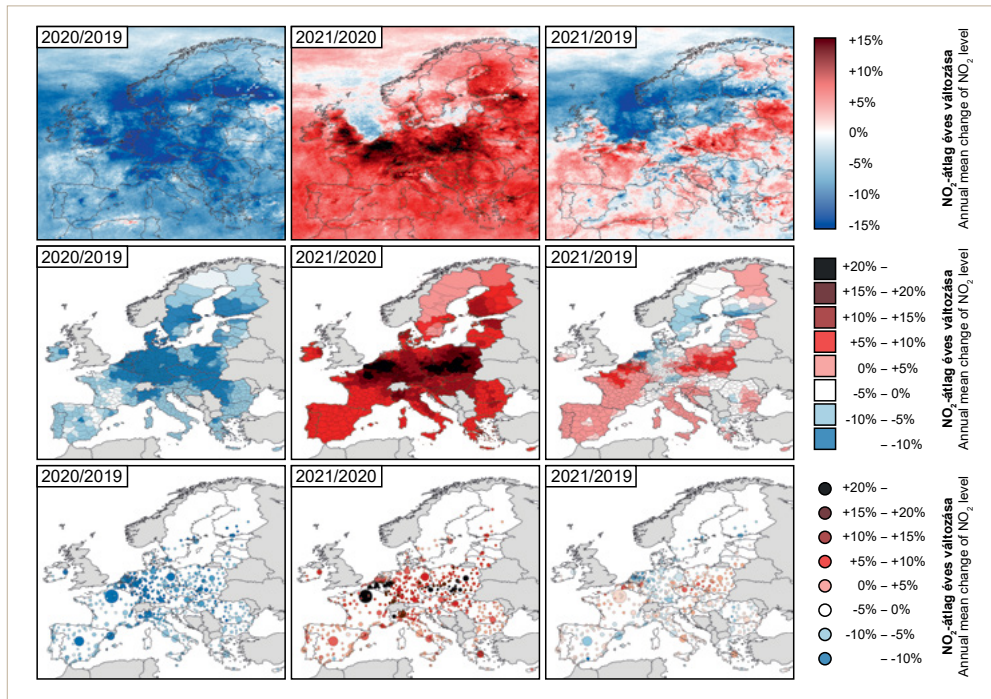 2020/2019
2021/2020
2021/2019
+15%
+10%
+5%
0%
-5%
-10%
-15%
NO₂-átlag éves változása
Annual mean change of NO₂ level
2020/2019
2021/2020
2021/2019
+20% –
+15% – +20%
+10% – +15%
+5% – +10%
0% – +5%
-5% – 0%
-10% – -5%
– -10%
NO₂-átlag éves változása
Annual mean change of NO₂ level
2020/2019
2021/2020
2021/2019
+20% –
+15% – +20%
+10% – +15%
+5% – +10%
0% – +5%
-5% – 0%
-10% – -5%
– -10%
NO₂-átlag éves változása
Annual mean change of NO₂ level